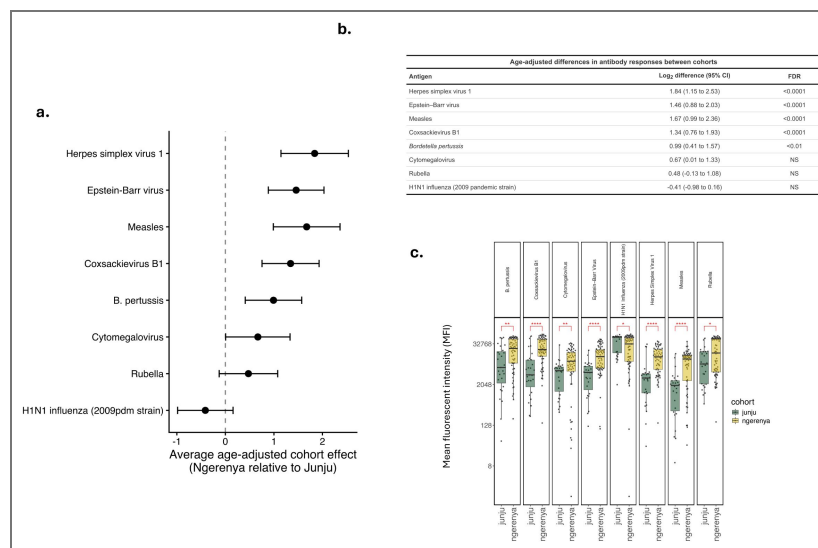 b.
Age-adjusted differences in antibody responses between cohorts
Antigen Log2 difference (95% CI) FDR
Herpes simplex virus 1 1.84 (1.15 to 2.53) <0.0001
Epstein–Barr virus 1.46 (0.88 to 2.03) <0.0001
Measles 1.67 (0.99 to 2.36) <0.0001
Coxsackievirus B1 1.34 (0.76 to 1.93) <0.0001
Bordetella pertussis 0.99 (0.41 to 1.57) <0.01
Cytomegalovirus 0.67 (0.01 to 1.33) NS
Rubella 0.48 (-0.13 to 1.08) NS
H1N1 influenza (2009 pandemic strain) -0.41 (-0.98 to 0.16) NS
a.
Herpes simplex virus 1
Epstein-Barr virus
Measles
Coxsackievirus B1
B. pertussis
Cytomegalovirus
Rubella
H1N1 influenza (2009pdm strain)
-1 0 1 2
Average age-adjusted cohort effect
(Ngerenya relative to Junju)
c.
B. pertussis
Coxsackievirus B1
Cytomegalovirus
Epstein–Barr Virus
H1N1 influenza (2009pdm strain)
Herpes Simplex Virus 1
Measles
Rubella
** **** ** **** * **** **** *
Mean fluorescent intensity (MFI)
32768
2048
128
8
junju ngerenya junju ngerenya junju ngerenya junju ngerenya junju ngerenya junju ngerenya junju ngerenya junju ngerenya
cohort
junju
ngerenya